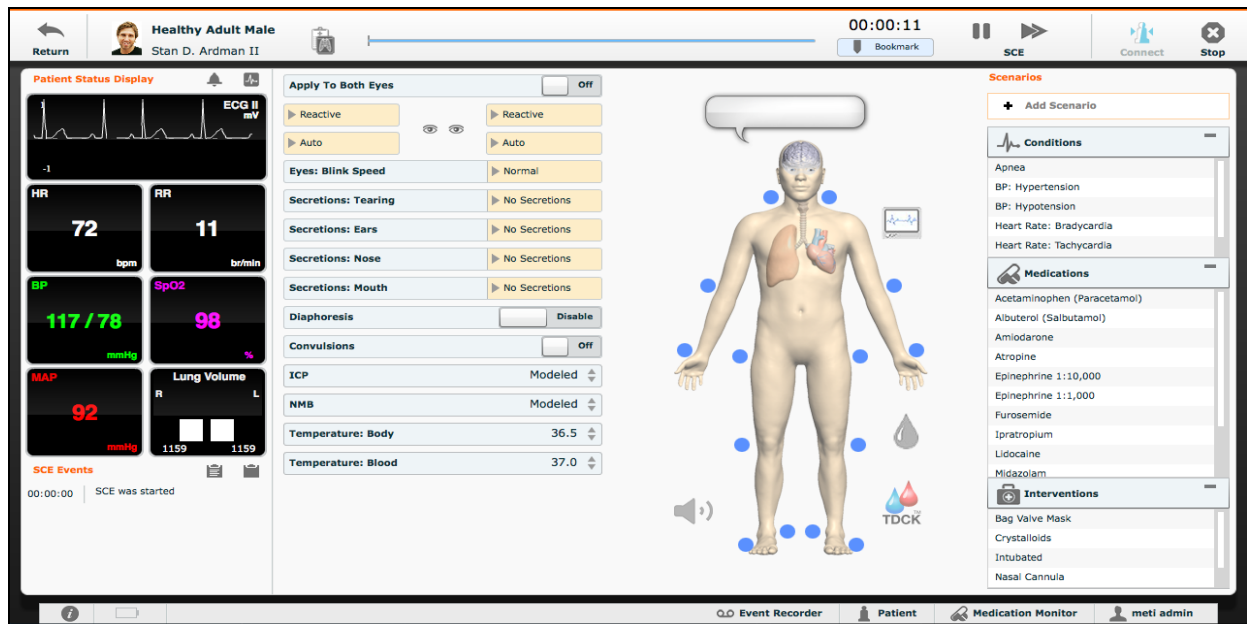 Return
Healthy Adult Male
Stan D. Ardman II
00:00:11
Bookmark
SCE
Connect
Stop
Patient Status Display
1
ECG II
mV
-1
HR
72
bpm
RR
11
br/min
BP
117 / 78
mmHg
SpO2
98
%
MAP
92
mmHg
Lung Volume
R L
1159 1159
SCE Events
00:00:00 SCE was started
Apply To Both Eyes Off
Reactive Reactive
Auto Auto
Eyes: Blink Speed Normal
Secretions: Tearing No Secretions
Secretions: Ears No Secretions
Secretions: Nose No Secretions
Secretions: Mouth No Secretions
Diaphoresis Disable
Convulsions Off
ICP Modeled
NMB Modeled
Temperature: Body 36.5
Temperature: Blood 37.0
TDCK™
Scenarios
Add Scenario
Conditions
Apnea
BP: Hypertension
BP: Hypotension
Heart Rate: Bradycardia
Heart Rate: Tachycardia
Medications
Acetaminophen (Paracetamol)
Albuterol (Salbutamol)
Amiodarone
Atropine
Epinephrine 1:10,000
Epinephrine 1:1,000
Furosemide
Ipratropium
Lidocaine
Midazolam
Interventions
Bag Valve Mask
Crystalloids
Intubated
Nasal Cannula
Event Recorder
Patient
Medication Monitor
meti admin